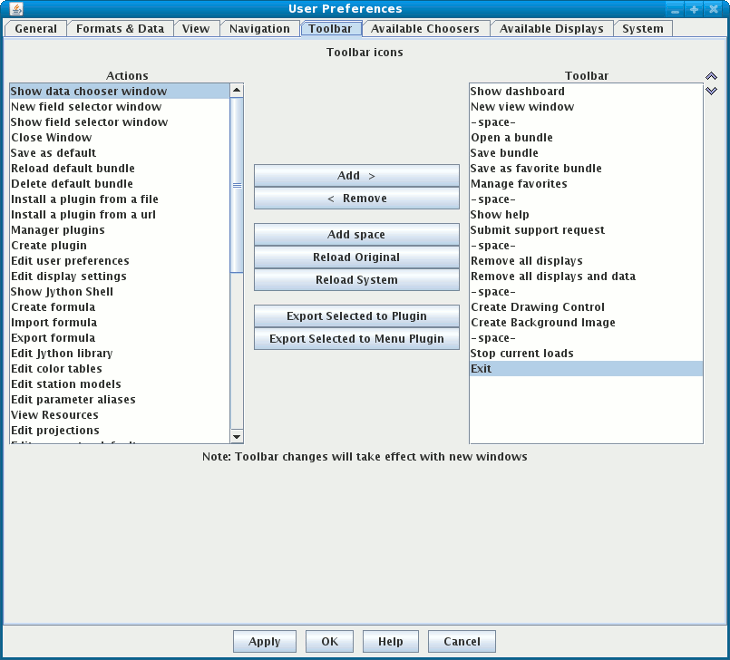 User Preferences
General
Formats & Data
View
Navigation
Toolbar
Available Choosers
Available Displays
System
Toolbar icons
Actions
Show data chooser window
New field selector window
Show field selector window
Close Window
Save as default
Reload default bundle
Delete default bundle
Install a plugin from a file
Install a plugin from a url
Manager plugins
Create plugin
Edit user preferences
Edit display settings
Show Jython Shell
Create formula
Import formula
Export formula
Edit Jython library
Edit color tables
Edit station models
Edit parameter aliases
View Resources
Edit projections
Add >
< Remove
Add space
Reload Original
Reload System
Export Selected to Plugin
Export Selected to Menu Plugin
Toolbar
Show dashboard
New view window
-space-
Open a bundle
Save bundle
Save as favorite bundle
Manage favorites
-space-
Show help
Submit support request
-space-
Remove all displays
Remove all displays and data
-space-
Create Drawing Control
Create Background Image
-space-
Stop current loads
Exit
Note: Toolbar changes will take effect with new windows
Apply
OK
Help
Cancel